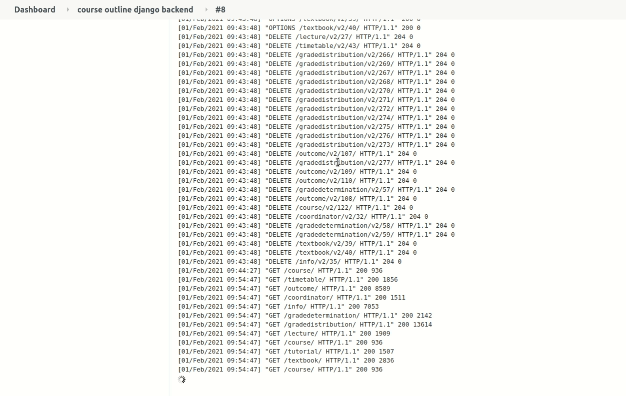 Dashboard › course outline django backend › #8
[01/Feb/2021 09:43:48] "OPTIONS /textbook/v2/40/ HTTP/1.1" 200 0
[01/Feb/2021 09:43:48] "DELETE /lecture/v2/27/ HTTP/1.1" 204 0
[01/Feb/2021 09:43:48] "DELETE /timetable/v2/43/ HTTP/1.1" 204 0
[01/Feb/2021 09:43:48] "DELETE /gradedistribution/v2/266/ HTTP/1.1" 204 0
[01/Feb/2021 09:43:48] "DELETE /gradedistribution/v2/269/ HTTP/1.1" 204 0
[01/Feb/2021 09:43:48] "DELETE /gradedistribution/v2/267/ HTTP/1.1" 204 0
[01/Feb/2021 09:43:48] "DELETE /gradedistribution/v2/268/ HTTP/1.1" 204 0
[01/Feb/2021 09:43:48] "DELETE /gradedistribution/v2/270/ HTTP/1.1" 204 0
[01/Feb/2021 09:43:48] "DELETE /gradedistribution/v2/271/ HTTP/1.1" 204 0
[01/Feb/2021 09:43:48] "DELETE /gradedistribution/v2/272/ HTTP/1.1" 204 0
[01/Feb/2021 09:43:48] "DELETE /gradedistribution/v2/274/ HTTP/1.1" 204 0
[01/Feb/2021 09:43:48] "DELETE /gradedistribution/v2/275/ HTTP/1.1" 204 0
[01/Feb/2021 09:43:48] "DELETE /gradedistribution/v2/276/ HTTP/1.1" 204 0
[01/Feb/2021 09:43:48] "DELETE /gradedistribution/v2/273/ HTTP/1.1" 204 0
[01/Feb/2021 09:43:48] "DELETE /outcome/v2/107/ HTTP/1.1" 204 0
[01/Feb/2021 09:43:48] "DELETE /gradedistribution/v2/277/ HTTP/1.1" 204 0
[01/Feb/2021 09:43:48] "DELETE /outcome/v2/109/ HTTP/1.1" 204 0
[01/Feb/2021 09:43:48] "DELETE /outcome/v2/110/ HTTP/1.1" 204 0
[01/Feb/2021 09:43:48] "DELETE /gradedetermination/v2/57/ HTTP/1.1" 204 0
[01/Feb/2021 09:43:48] "DELETE /outcome/v2/108/ HTTP/1.1" 204 0
[01/Feb/2021 09:43:48] "DELETE /course/v2/122/ HTTP/1.1" 204 0
[01/Feb/2021 09:43:48] "DELETE /coordinator/v2/32/ HTTP/1.1" 204 0
[01/Feb/2021 09:43:48] "DELETE /gradedetermination/v2/58/ HTTP/1.1" 204 0
[01/Feb/2021 09:43:48] "DELETE /gradedetermination/v2/59/ HTTP/1.1" 204 0
[01/Feb/2021 09:43:48] "DELETE /textbook/v2/39/ HTTP/1.1" 204 0
[01/Feb/2021 09:43:48] "DELETE /textbook/v2/40/ HTTP/1.1" 204 0
[01/Feb/2021 09:43:48] "DELETE /info/v2/35/ HTTP/1.1" 204 0
[01/Feb/2021 09:44:27] "GET /course/ HTTP/1.1" 200 936
[01/Feb/2021 09:54:47] "GET /timetable/ HTTP/1.1" 200 1856
[01/Feb/2021 09:54:47] "GET /outcome/ HTTP/1.1" 200 8589
[01/Feb/2021 09:54:47] "GET /coordinator/ HTTP/1.1" 200 1511
[01/Feb/2021 09:54:47] "GET /info/ HTTP/1.1" 200 7053
[01/Feb/2021 09:54:47] "GET /gradedetermination/ HTTP/1.1" 200 2142
[01/Feb/2021 09:54:47] "GET /gradedistribution/ HTTP/1.1" 200 13614
[01/Feb/2021 09:54:47] "GET /lecture/ HTTP/1.1" 200 1909
[01/Feb/2021 09:54:47] "GET /course/ HTTP/1.1" 200 936
[01/Feb/2021 09:54:47] "GET /tutorial/ HTTP/1.1" 200 1507
[01/Feb/2021 09:54:47] "GET /textbook/ HTTP/1.1" 200 2836
[01/Feb/2021 09:54:47] "GET /course/ HTTP/1.1" 200 936